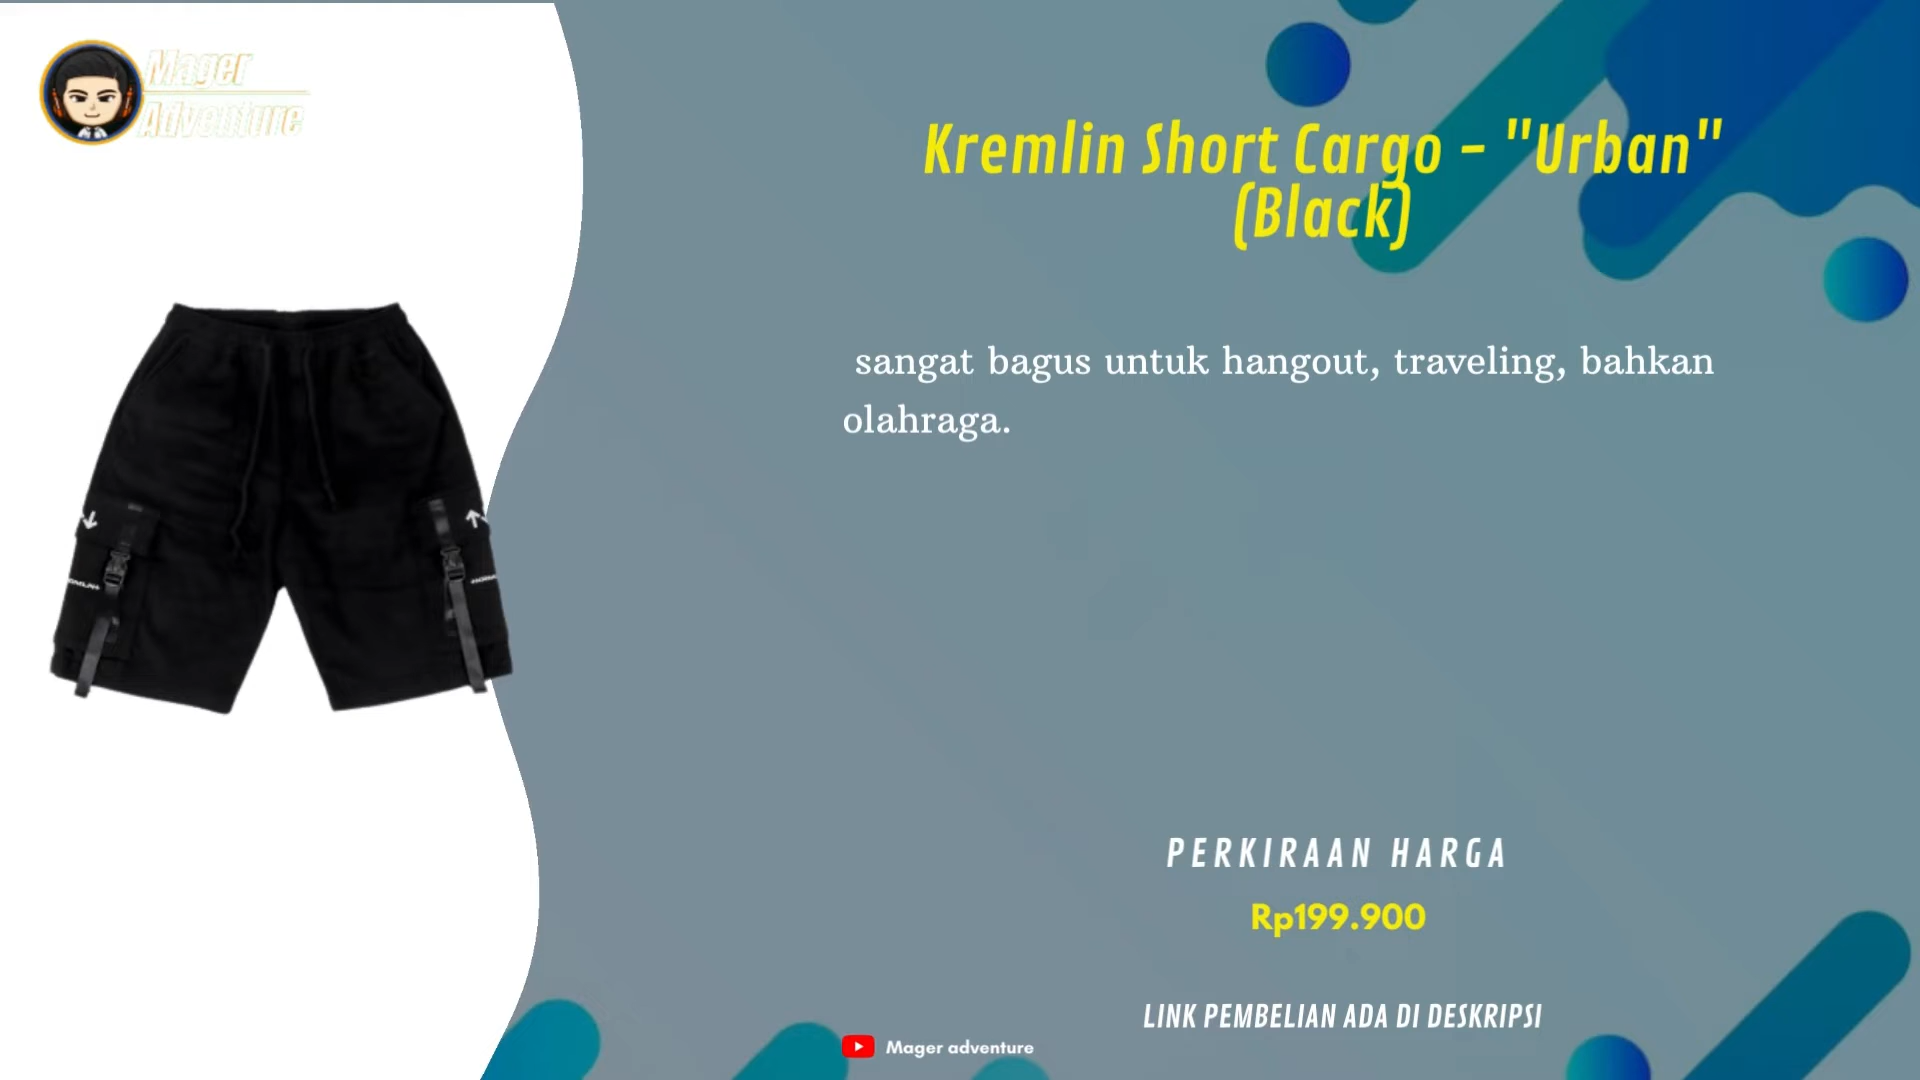 Mager
Adventure
Kremlin Short Cargo - "Urban"
(Black)
sangat bagus untuk hangout, traveling, bahkan
olahraga.
PERKIRAAN HARGA
Rp199.900
LINK PEMBELIAN ADA DI DESKRIPSI
Mager adventure